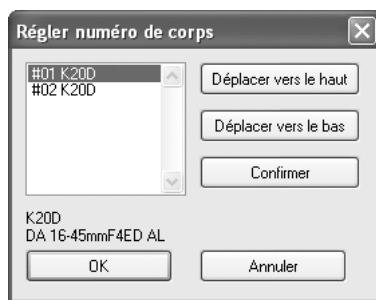 Régler numéro de corps
#01 K20D
#02 K20D
Déplacer vers le haut
Déplacer vers le bas
Confirmer
K20D
DA 16-45mmF4ED AL
OK
Annuler